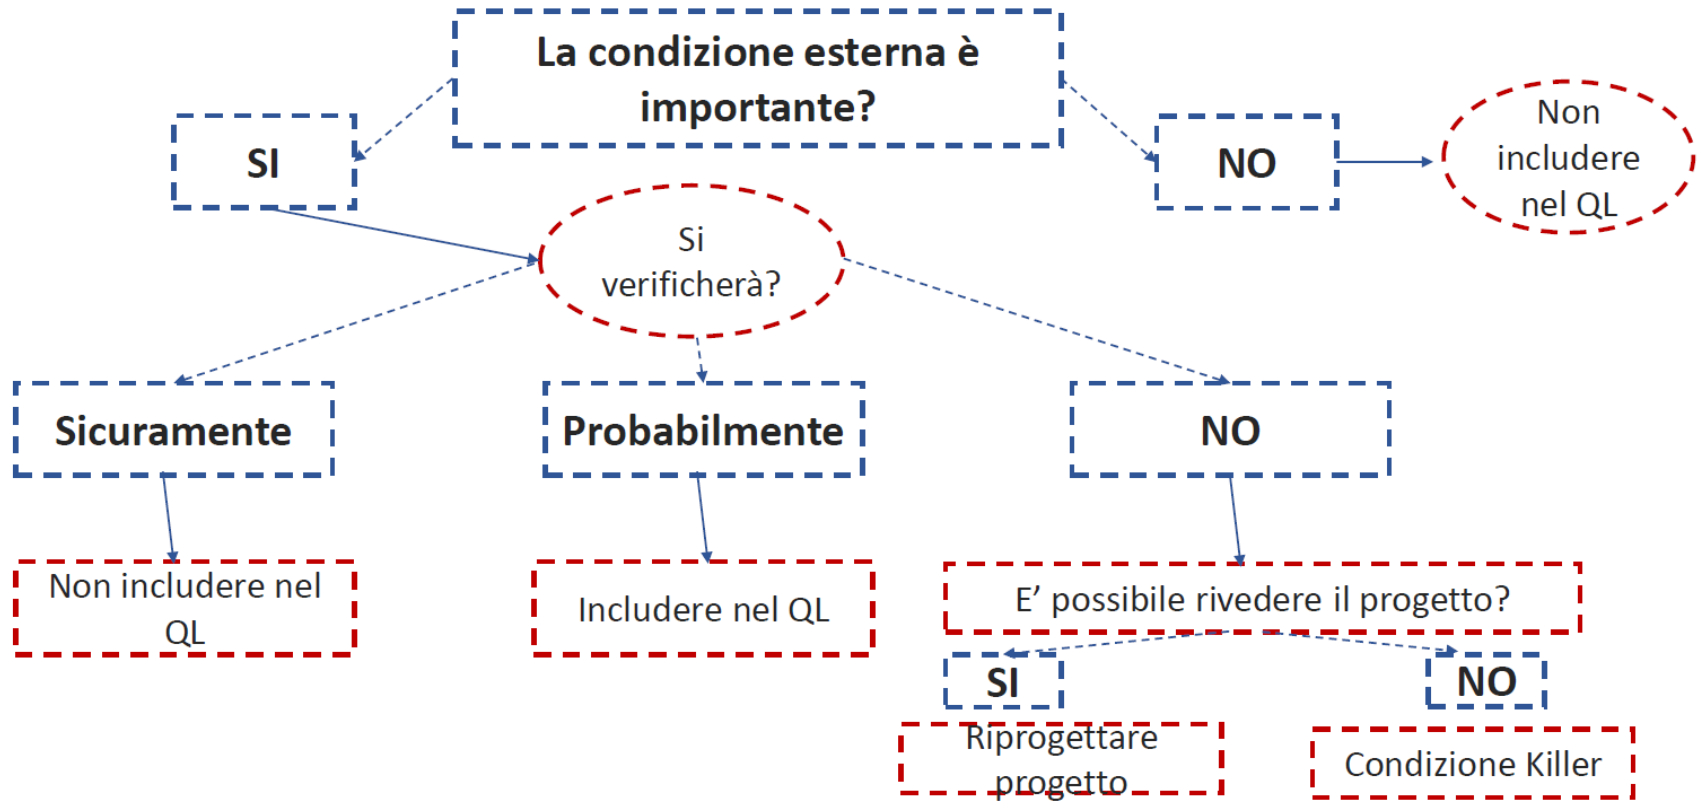 La condizione esterna è
importante?
SI
NO
Non
includere
nel QL
Si
verificherà?
Sicuramente
Probabilmente
NO
Non includere nel
QL
Includere nel QL
E’ possibile rivedere il progetto?
SI
NO
Riprogettare
progetto
Condizione Killer